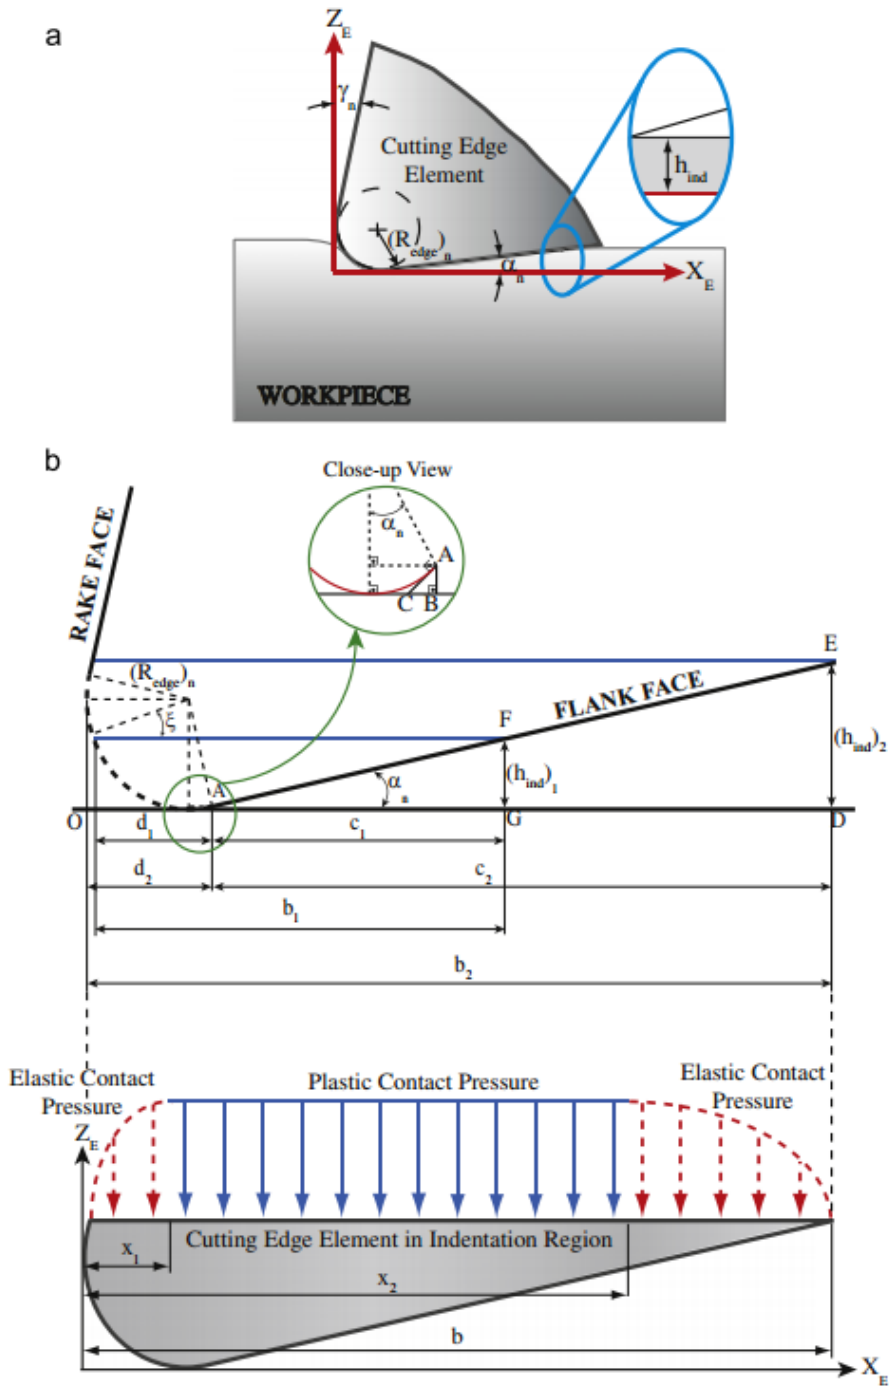 a
Z_E
γ_n
Cutting Edge
Element
h_ind
(R_edge)_n
α_n
X_E
WORKPIECE
b
Close-up View
α_n
A
C B
RAKE FACE
E
(R_edge)_n
ξ
F
FLANK FACE
(h_ind)_2
A
α_n
(h_ind)_1
O
d_1
c_1
G
D
d_2
c_2
b_1
b_2
Elastic Contact
Pressure
Plastic Contact Pressure
Elastic Contact
Pressure
Z_E
Cutting Edge Element in Indentation Region
x_1
x_2
b
X_E